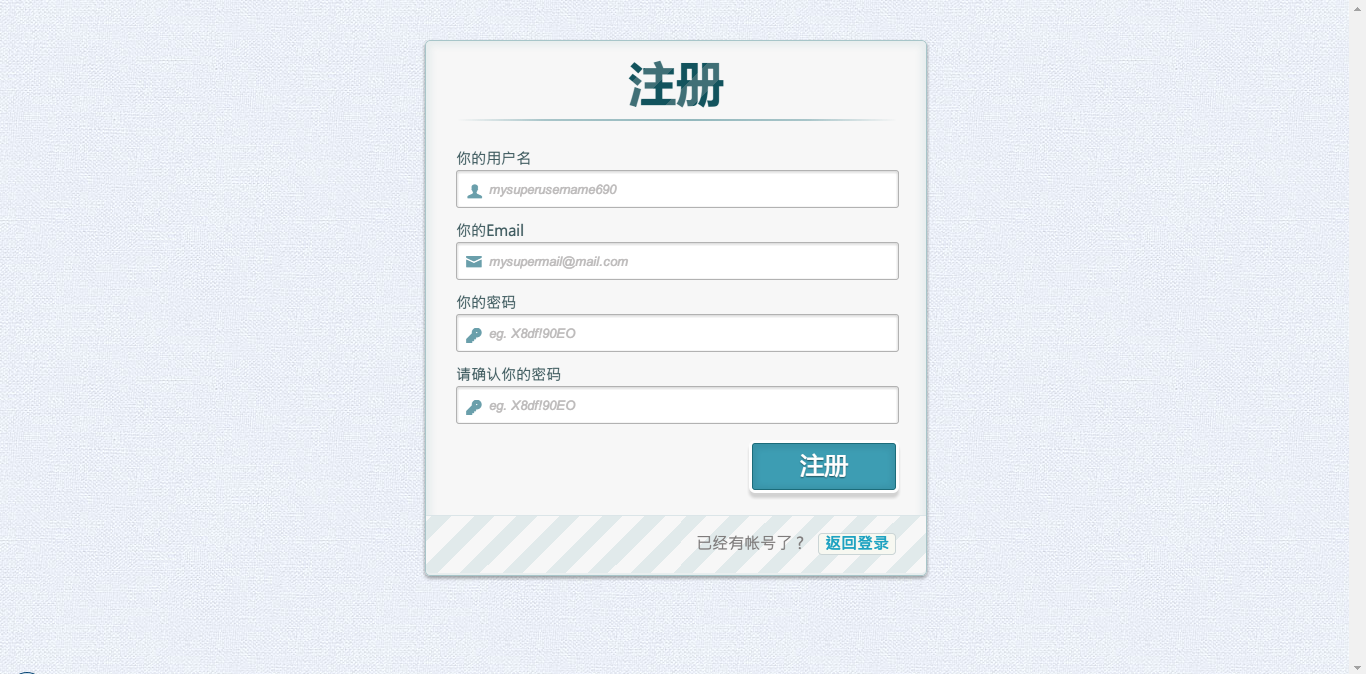 注册
你的用户名
mysuperusername690
你的Email
mysupermail@mail.com
你的密码
eg. X8df!90EO
请确认你的密码
eg. X8df!90EO
注册
已经有帐号了？ 返回登录